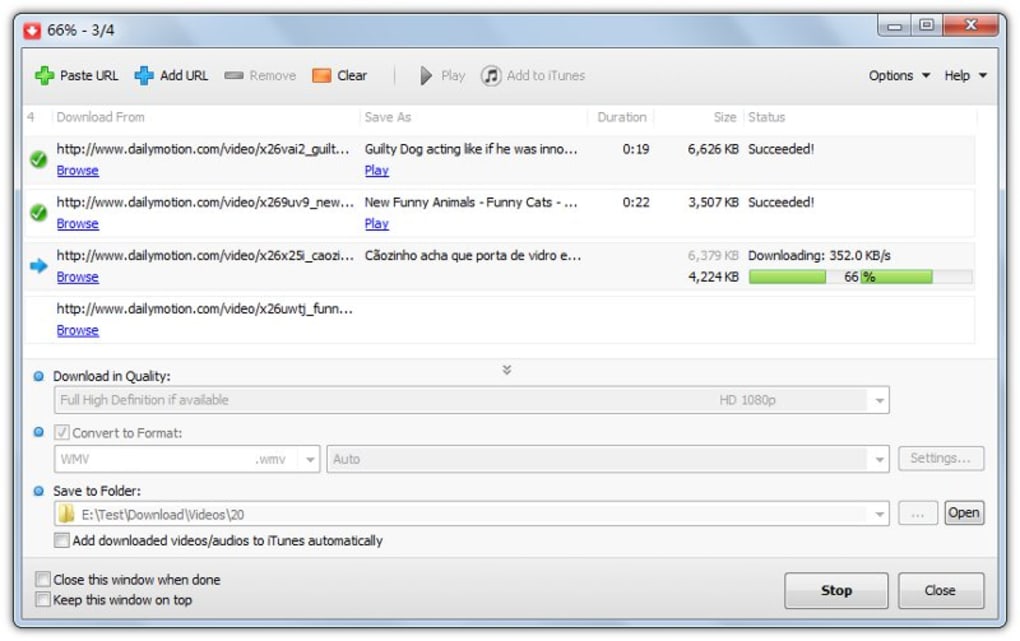 66% - 3/4
Paste URL Add URL Remove Clear Play Add to iTunes Options Help
4 Download From Save As Duration Size Status
http://www.dailymotion.com/video/x26vai2_guilt... Guilty Dog acting like if he was inno... 0:19 6,626 KB Succeeded!
Browse Play
http://www.dailymotion.com/video/x269uv9_new... New Funny Animals - Funny Cats - ... 0:22 3,507 KB Succeeded!
Browse Play
http://www.dailymotion.com/video/x26x25i_caozi... Cãozinho acha que porta de vidro e... 6,379 KB Downloading: 352.0 KB/s
Browse 4,224 KB 66 %
http://www.dailymotion.com/video/x26uwtj_funn...
Browse
Download in Quality:
Full High Definition if available HD 1080p
Convert to Format:
WMV .wmv Auto Settings...
Save to Folder:
E:\Test\Download\Videos\20 ... Open
Add downloaded videos/audios to iTunes automatically
Close this window when done
Keep this window on top
Stop Close